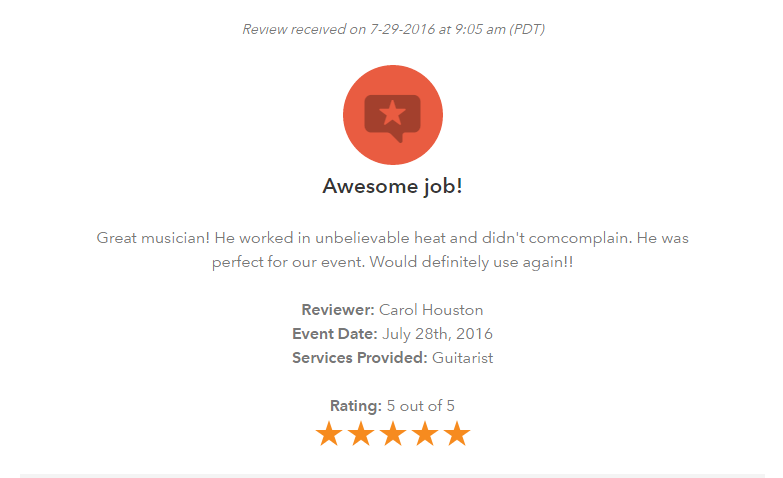 Review received on 7-29-2016 at 9:05 am (PDT)
Awesome job!
Great musician! He worked in unbelievable heat and didn't comcomplain. He was
perfect for our event. Would definitely use again!!
Reviewer: Carol Houston
Event Date: July 28th, 2016
Services Provided: Guitarist
Rating: 5 out of 5